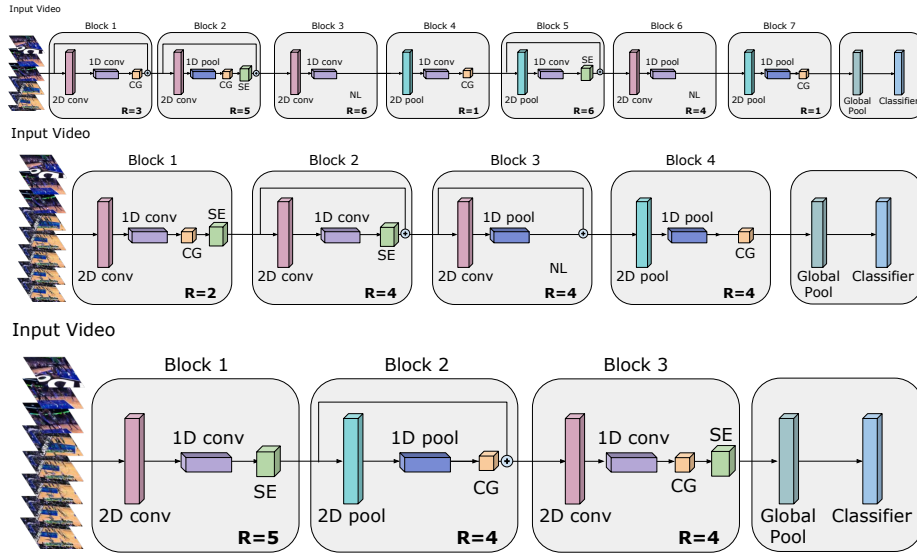 Input Video
Block 1 Block 2 Block 3 Block 4 Block 5 Block 6 Block 7
1D conv 1D pool 1D conv 1D conv 1D conv SE 1D pool 1D pool
CG CG SE NL CG NL CG
2D conv 2D conv 2D conv 2D pool 2D pool 2D conv 2D pool Global Pool Classifier
R=3 R=5 R=6 R=1 R=6 R=4 R=1
Input Video
Block 1 Block 2 Block 3 Block 4
1D conv SE 1D conv 1D pool 1D pool
CG SE NL CG
2D conv 2D conv 2D conv 2D pool Global Pool Classifier
R=2 R=4 R=4 R=4
Input Video
Block 1 Block 2 Block 3
1D conv 1D pool 1D conv SE
SE CG CG
2D conv 2D pool 2D conv Global Pool Classifier
R=5 R=4 R=4